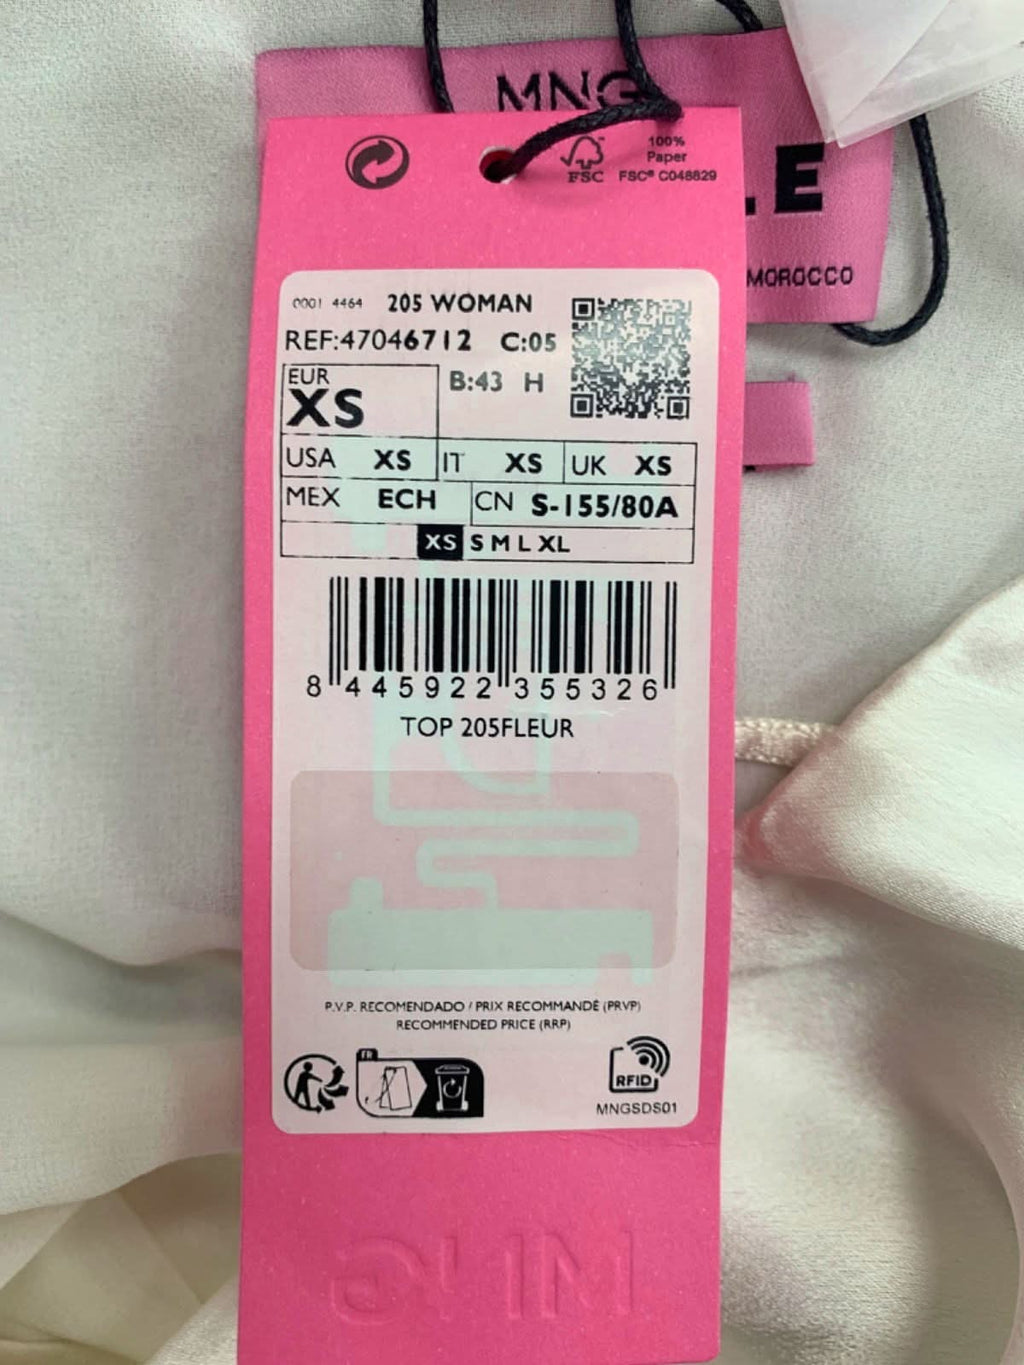 MNG
.E
MOROCCO
FSC
100%
Paper
FSC® C048829
0001 4464 205 WOMAN
REF:47046712 C:05
B:43 H
EUR
XS
USA XS IT XS UK XS
MEX ECH CN S-155/80A
XS S M L XL
8 445922 355326
TOP 205FLEUR
P.V.P. RECOMENDADO / PRIX RECOMMANDÉ (PRVP)
RECOMMENDED PRICE (RRP)
FR
RFID
MNGSDS01
MNG